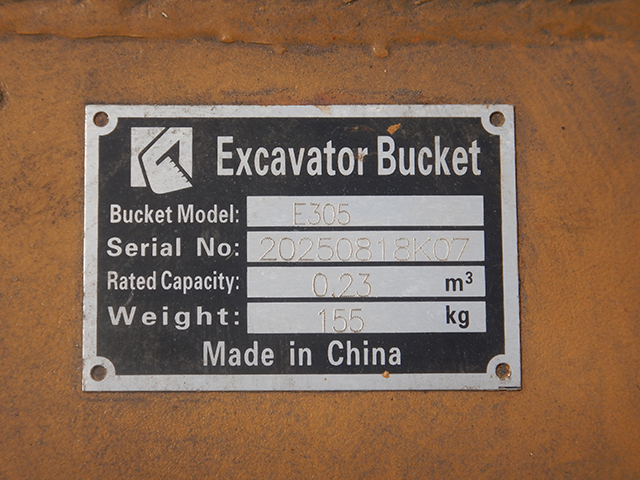 Excavator Bucket
Bucket Model: E305
Serial No: 20250818K07
Rated Capacity: 0.23 m³
Weight: 155 kg
Made in China